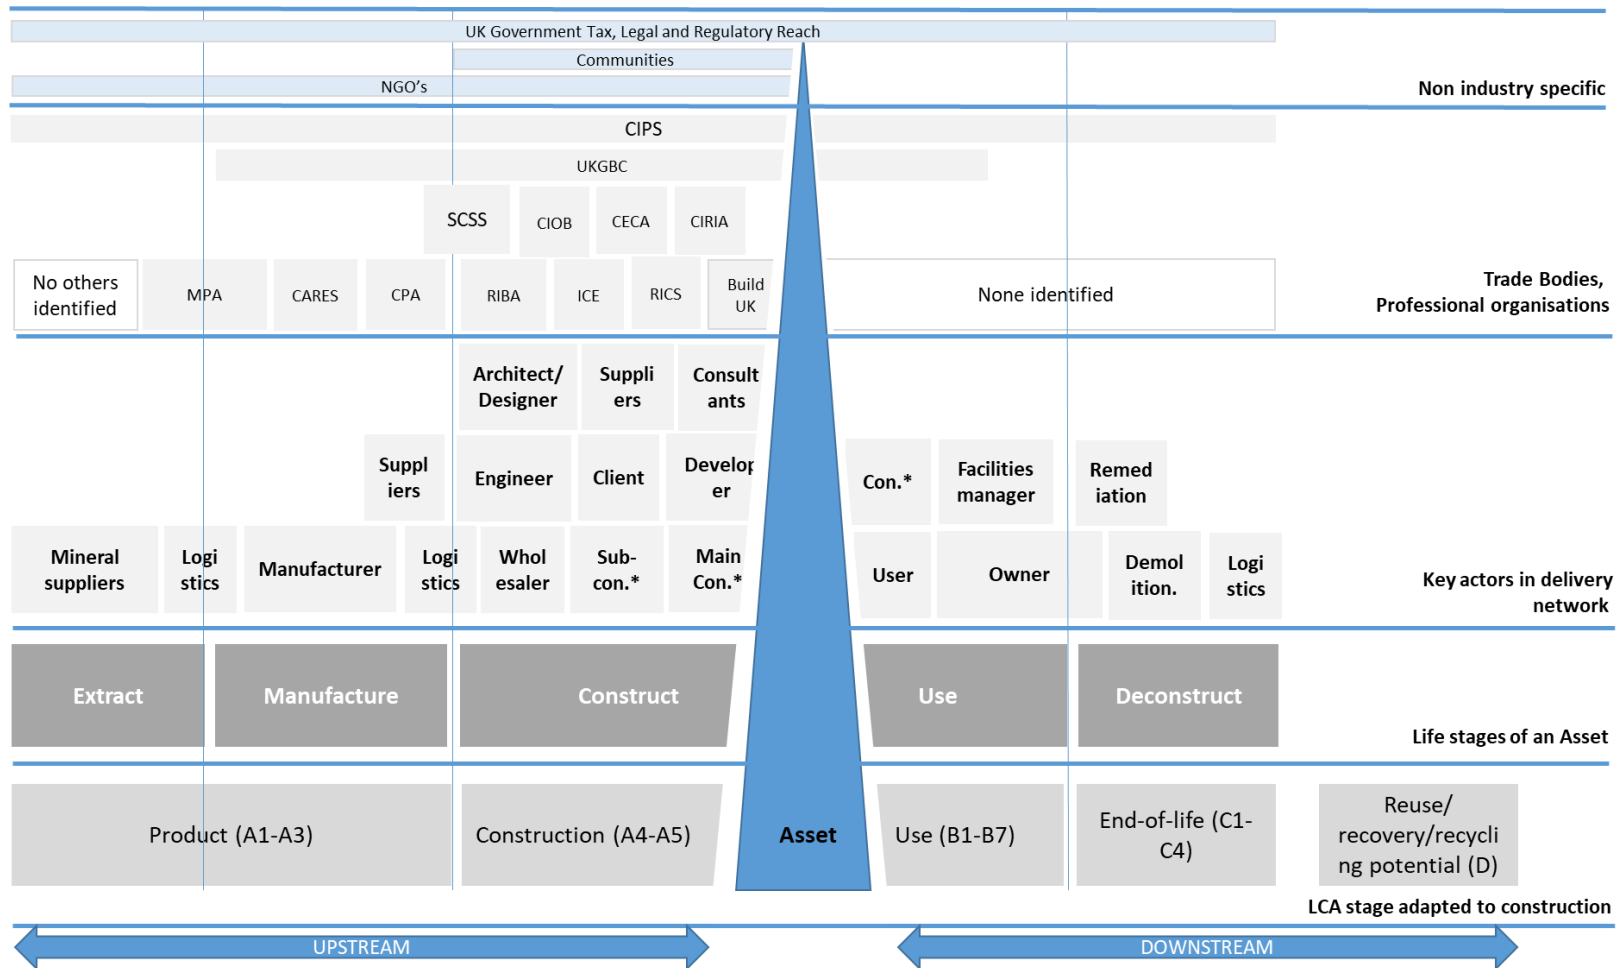 UK Government Tax, Legal and Regulatory Reach
Communities
NGO's
Non industry specific
CIPS
UKGBC
SCSS
CIOB
CECA
CIRIA
No others
identified
MPA
CARES
CPA
RIBA
ICE
RICS
Build
UK
None identified
Trade Bodies,
Professional organisations
Architect/
Designer
Suppli
ers
Consult
ants
Suppl
iers
Engineer
Client
Develop
er
Con.*
Facilities
manager
Remed
iation
Mineral
suppliers
Logi
stics
Manufacturer
Logi
stics
Whol
esaler
Sub-
con.*
Main
Con.*
User
Owner
Demol
ition.
Logi
stics
Key actors in delivery
network
Extract
Manufacture
Construct
Use
Deconstruct
Life stages of an Asset
Product (A1-A3)
Construction (A4-A5)
Asset
Use (B1-B7)
End-of-life (C1-
C4)
Reuse/
recovery/recycli
ng potential (D)
LCA stage adapted to construction
UPSTREAM
DOWNSTREAM